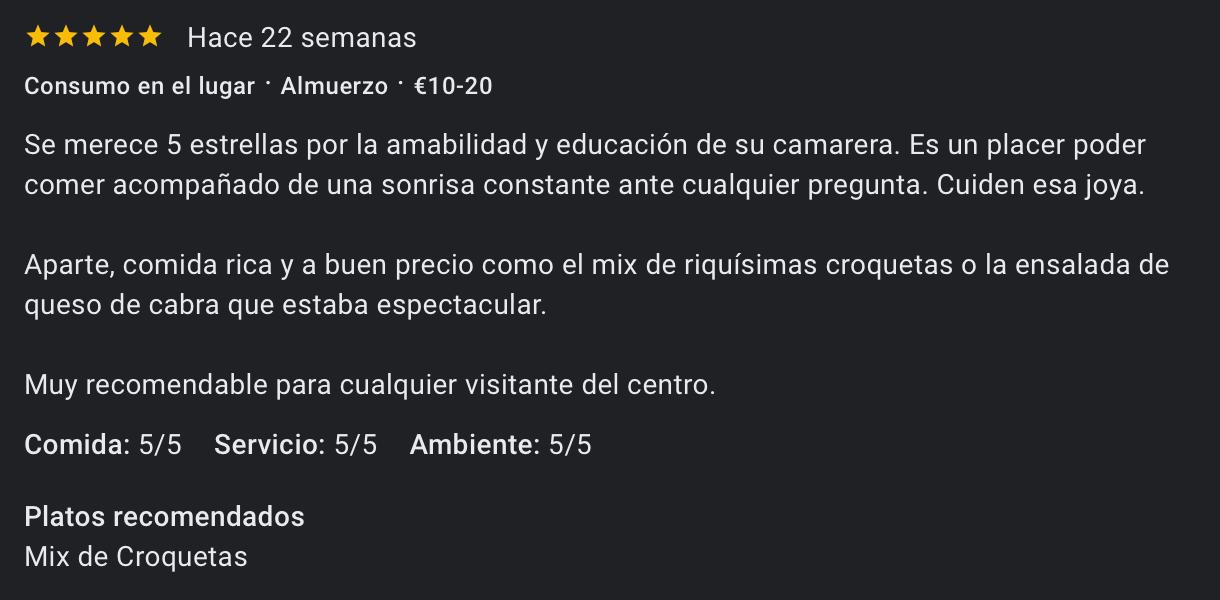 Hace 22 semanas
Consumo en el lugar · Almuerzo · €10-20
Se merece 5 estrellas por la amabilidad y educación de su camarera. Es un placer poder
comer acompañado de una sonrisa constante ante cualquier pregunta. Cuiden esa joya.
Aparte, comida rica y a buen precio como el mix de riquísimas croquetas o la ensalada de
queso de cabra que estaba espectacular.
Muy recomendable para cualquier visitante del centro.
Comida: 5/5 Servicio: 5/5 Ambiente: 5/5
Platos recomendados
Mix de Croquetas